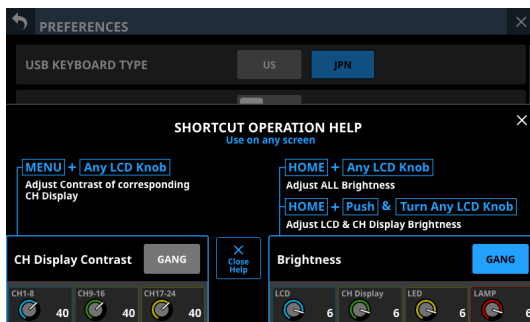 PREFERENCES
USB KEYBOARD TYPE
US
JPN
SHORTCUT OPERATION HELP
Use on any screen
MENU + Any LCD Knob
Adjust Contrast of corresponding
CH Display
HOME + Any LCD Knob
Adjust ALL Brightness
HOME + Push & Turn Any LCD Knob
Adjust LCD & CH Display Brightness
CH Display Contrast
GANG
Close
Help
Brightness
GANG
CH1-8
CH9-16
CH17-24
LCD
CH Display
LED
LAMP
40
40
40
6
6
6